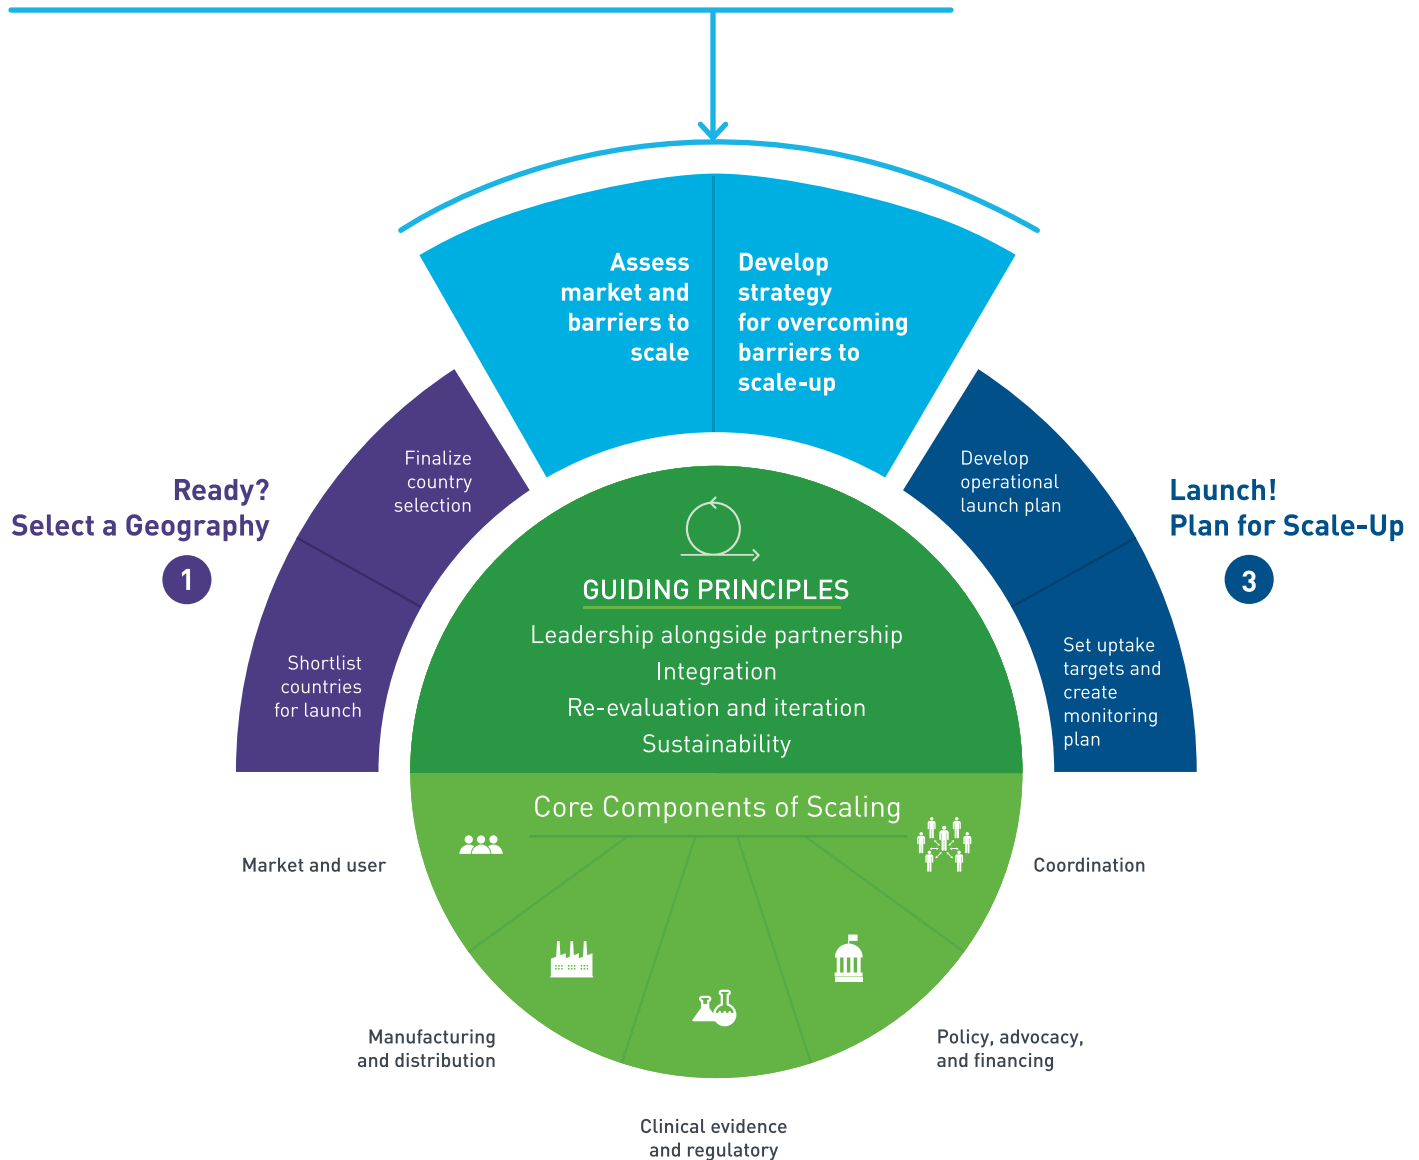 Assess
market and
barriers to
scale
Develop
strategy
for overcoming
barriers to
scale-up
Ready?
Select a Geography
1
Finalize
country
selection
Shortlist
countries
for launch
Develop
operational
launch plan
Set uptake
targets and
create
monitoring
plan
Launch!
Plan for Scale-Up
3
GUIDING PRINCIPLES
Leadership alongside partnership
Integration
Re-evaluation and iteration
Sustainability
Core Components of Scaling
Market and user
Manufacturing
and distribution
Clinical evidence
and regulatory
Policy, advocacy,
and financing
Coordination